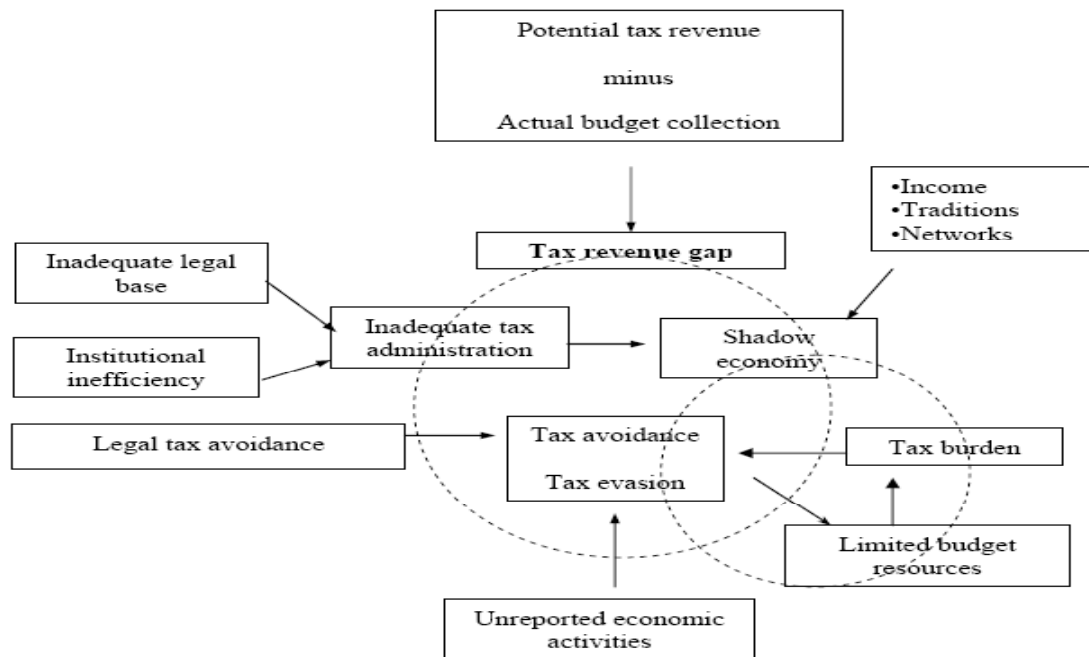 Potential tax revenue
minus
Actual budget collection
•Income
•Traditions
•Networks
Tax revenue gap
Inadequate legal
base
Inadequate tax
administration
Shadow
economy
Institutional
inefficiency
Legal tax avoidance
Tax avoidance
Tax evasion
Tax burden
Limited budget
resources
Unreported economic
activities